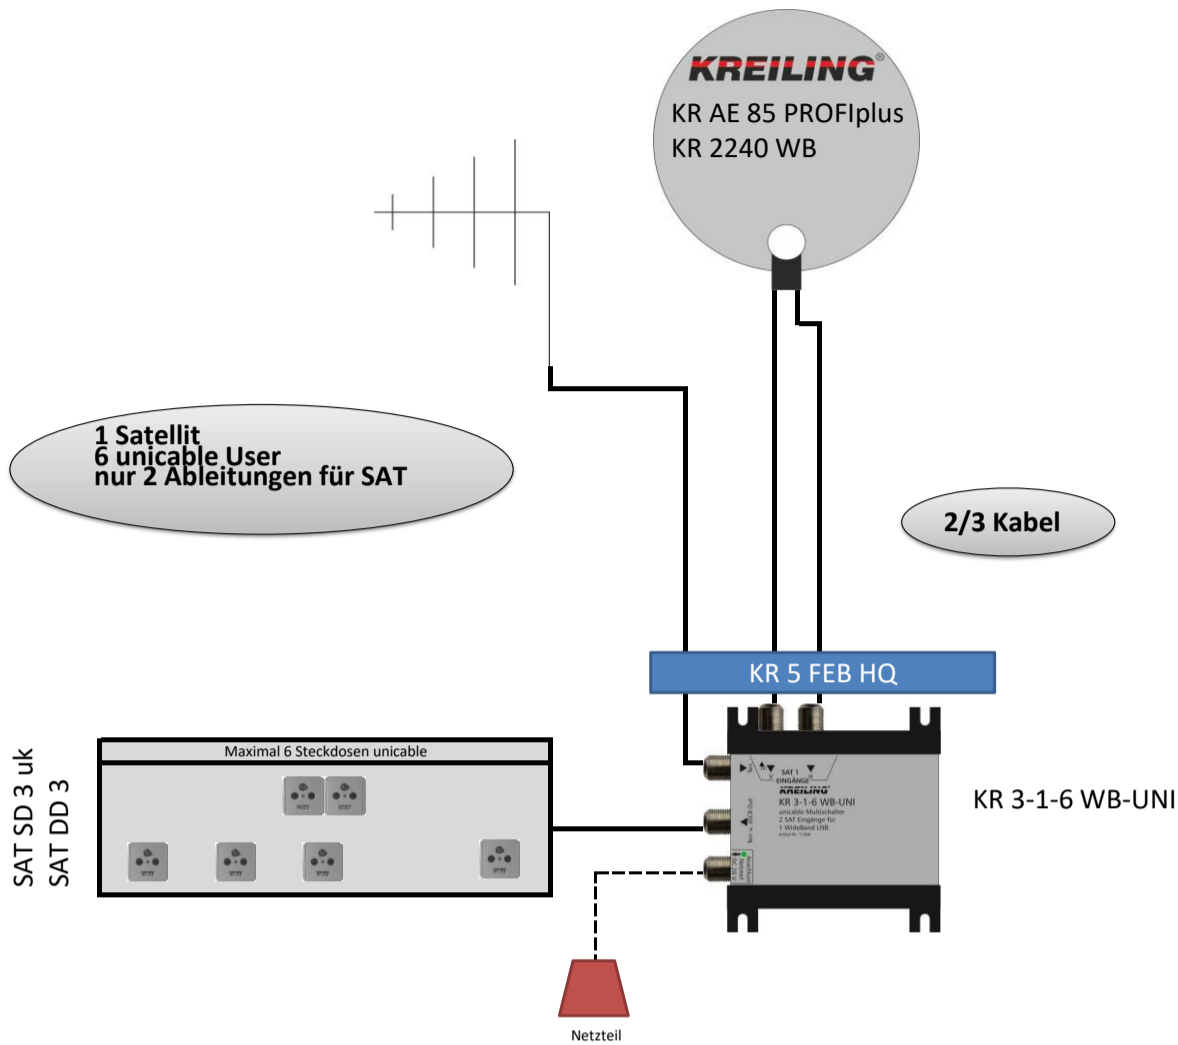 KREILING®
KR AE 85 PROFIplus
KR 2240 WB
1 Satellit
6 unicable User
nur 2 Ableitungen für SAT
2/3 Kabel
KR 5 FEB HQ
Maximal 6 Steckdosen unicable
SAT SD 3 uk
SAT DD 3
Terr.
SAT 1
EINGÄNGE
KREILING
KR 3-1-6 WB-UNI
unicable Multischalter
2 SAT Eingänge für
1 WideBand LNB
KR 3-1-6 WB-UNI
Netzteil